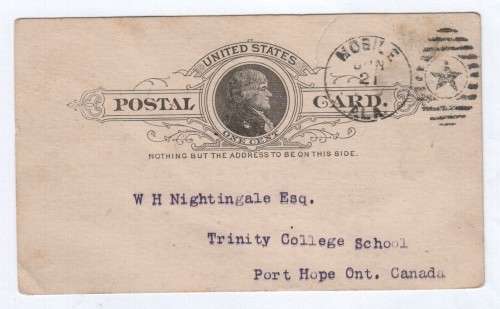 UNITED STATES
POSTAL CARD.
ONE CENT
NOTHING BUT THE ADDRESS TO BE ON THIS SIDE.
MOBILE
JUN
21
ALA.
W H Nightingale Esq.
Trinity College School
Port Hope Ont. Canada